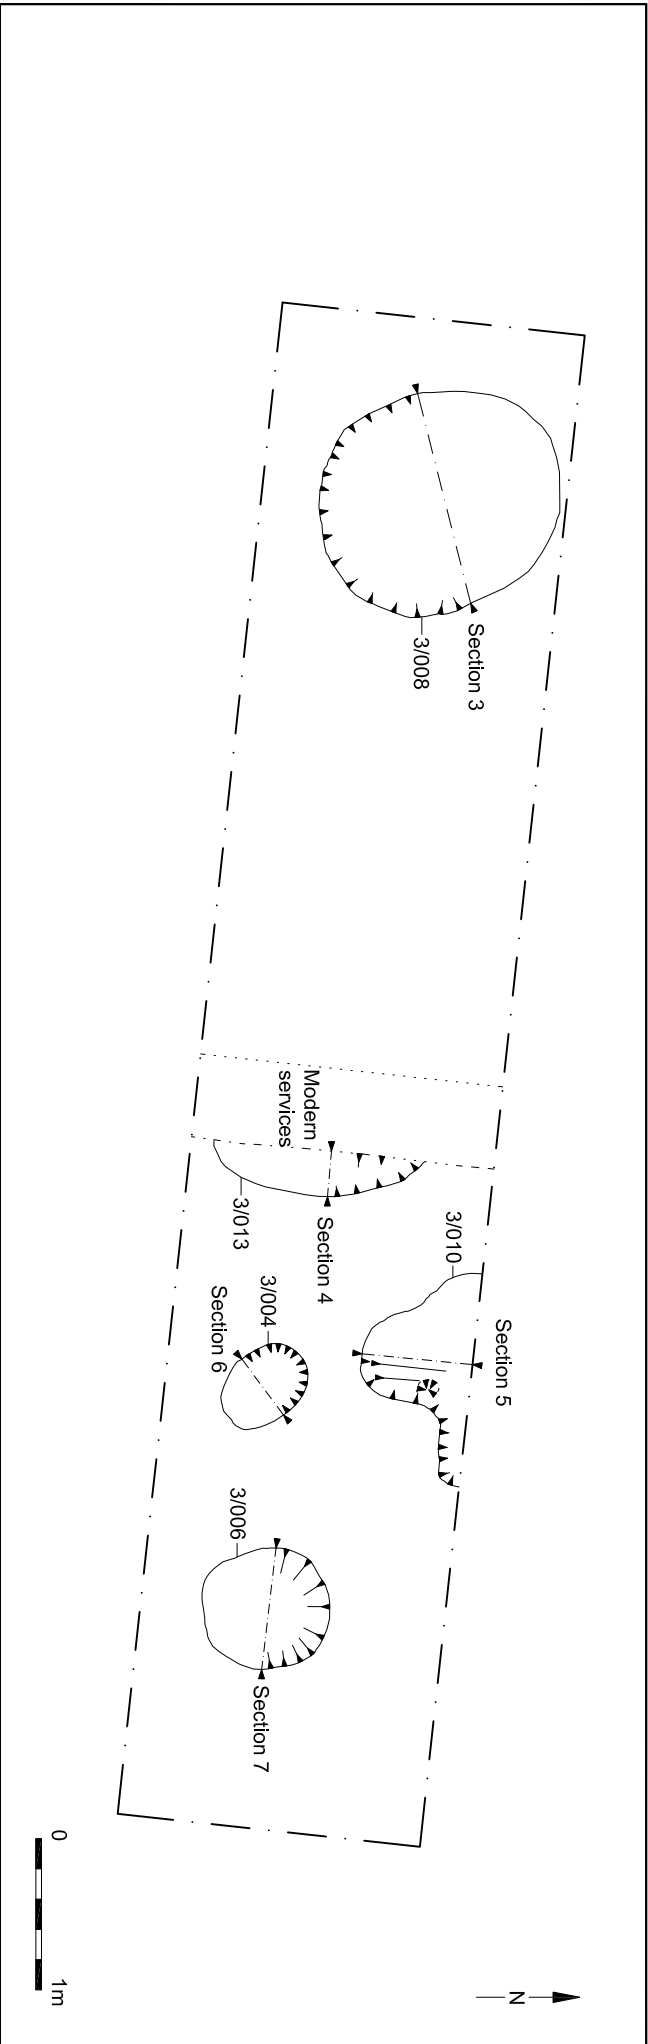 Section 3
3/008
Modern
services
3/013
Section 4
3/010
Section 5
3/004
Section 6
3/006
Section 7
0
1m
N